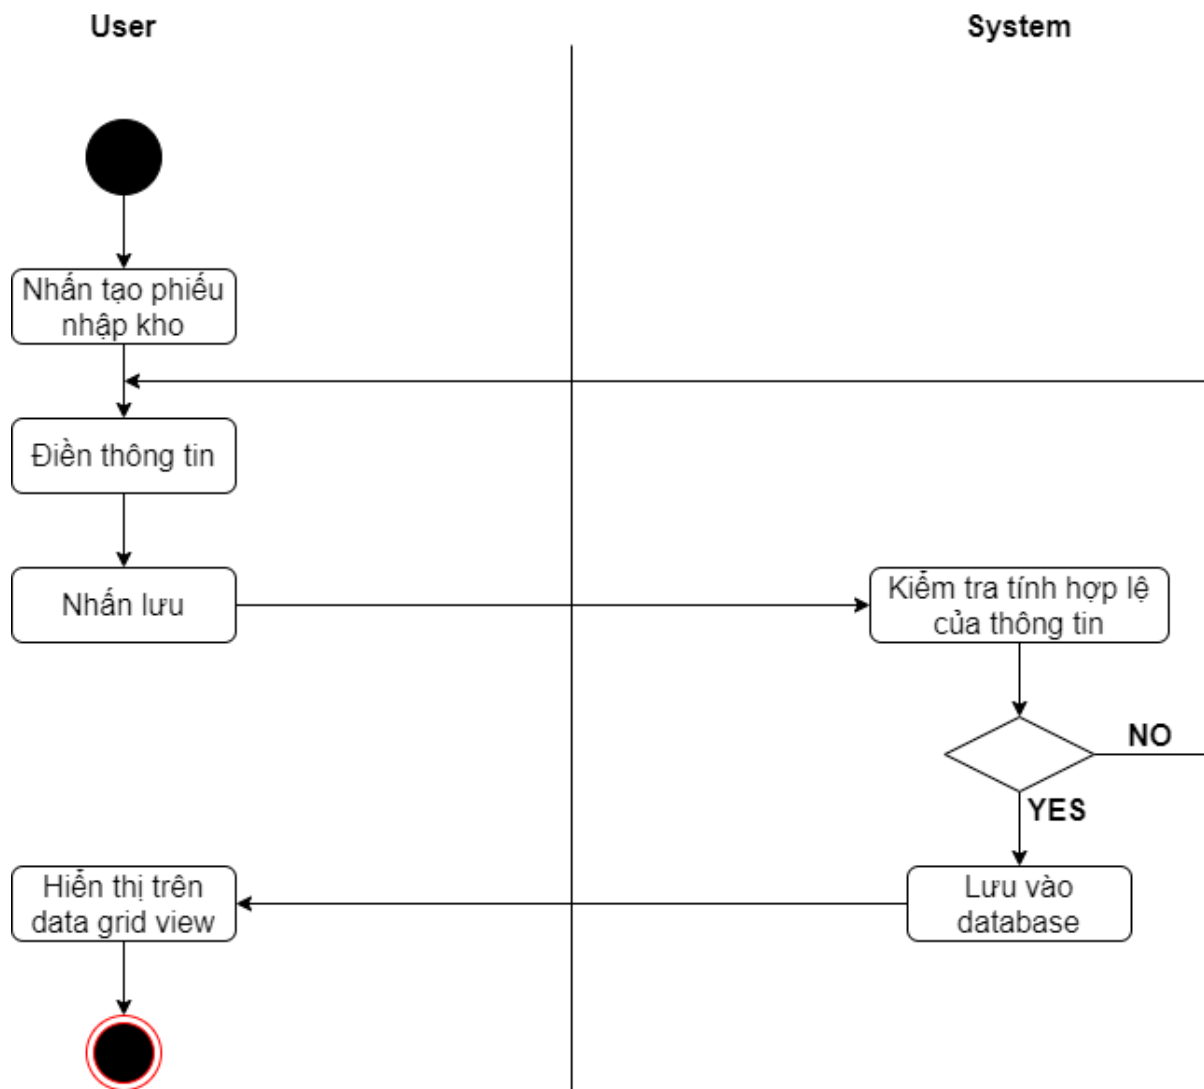 User
System
Nhấn tạo phiếu
nhập kho
Điền thông tin
Nhấn lưu
Kiểm tra tính hợp lệ
của thông tin
NO
YES
Hiển thị trên
data grid view
Lưu vào
database